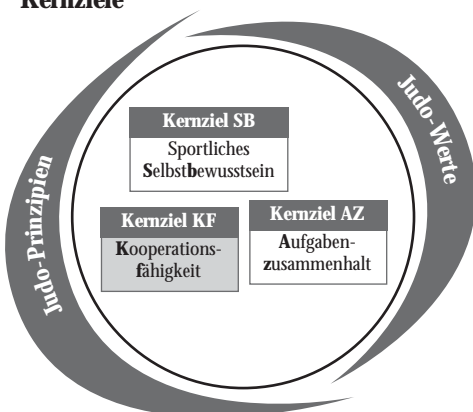 Kernziele
Judo-Werte
Kernziel SB
Sportliches
Selbstbewusstsein
Judo-Prinzipien
Kernziel KF
Kooperations-
fähigkeit
Kernziel AZ
Aufgaben-
zusammenhalt